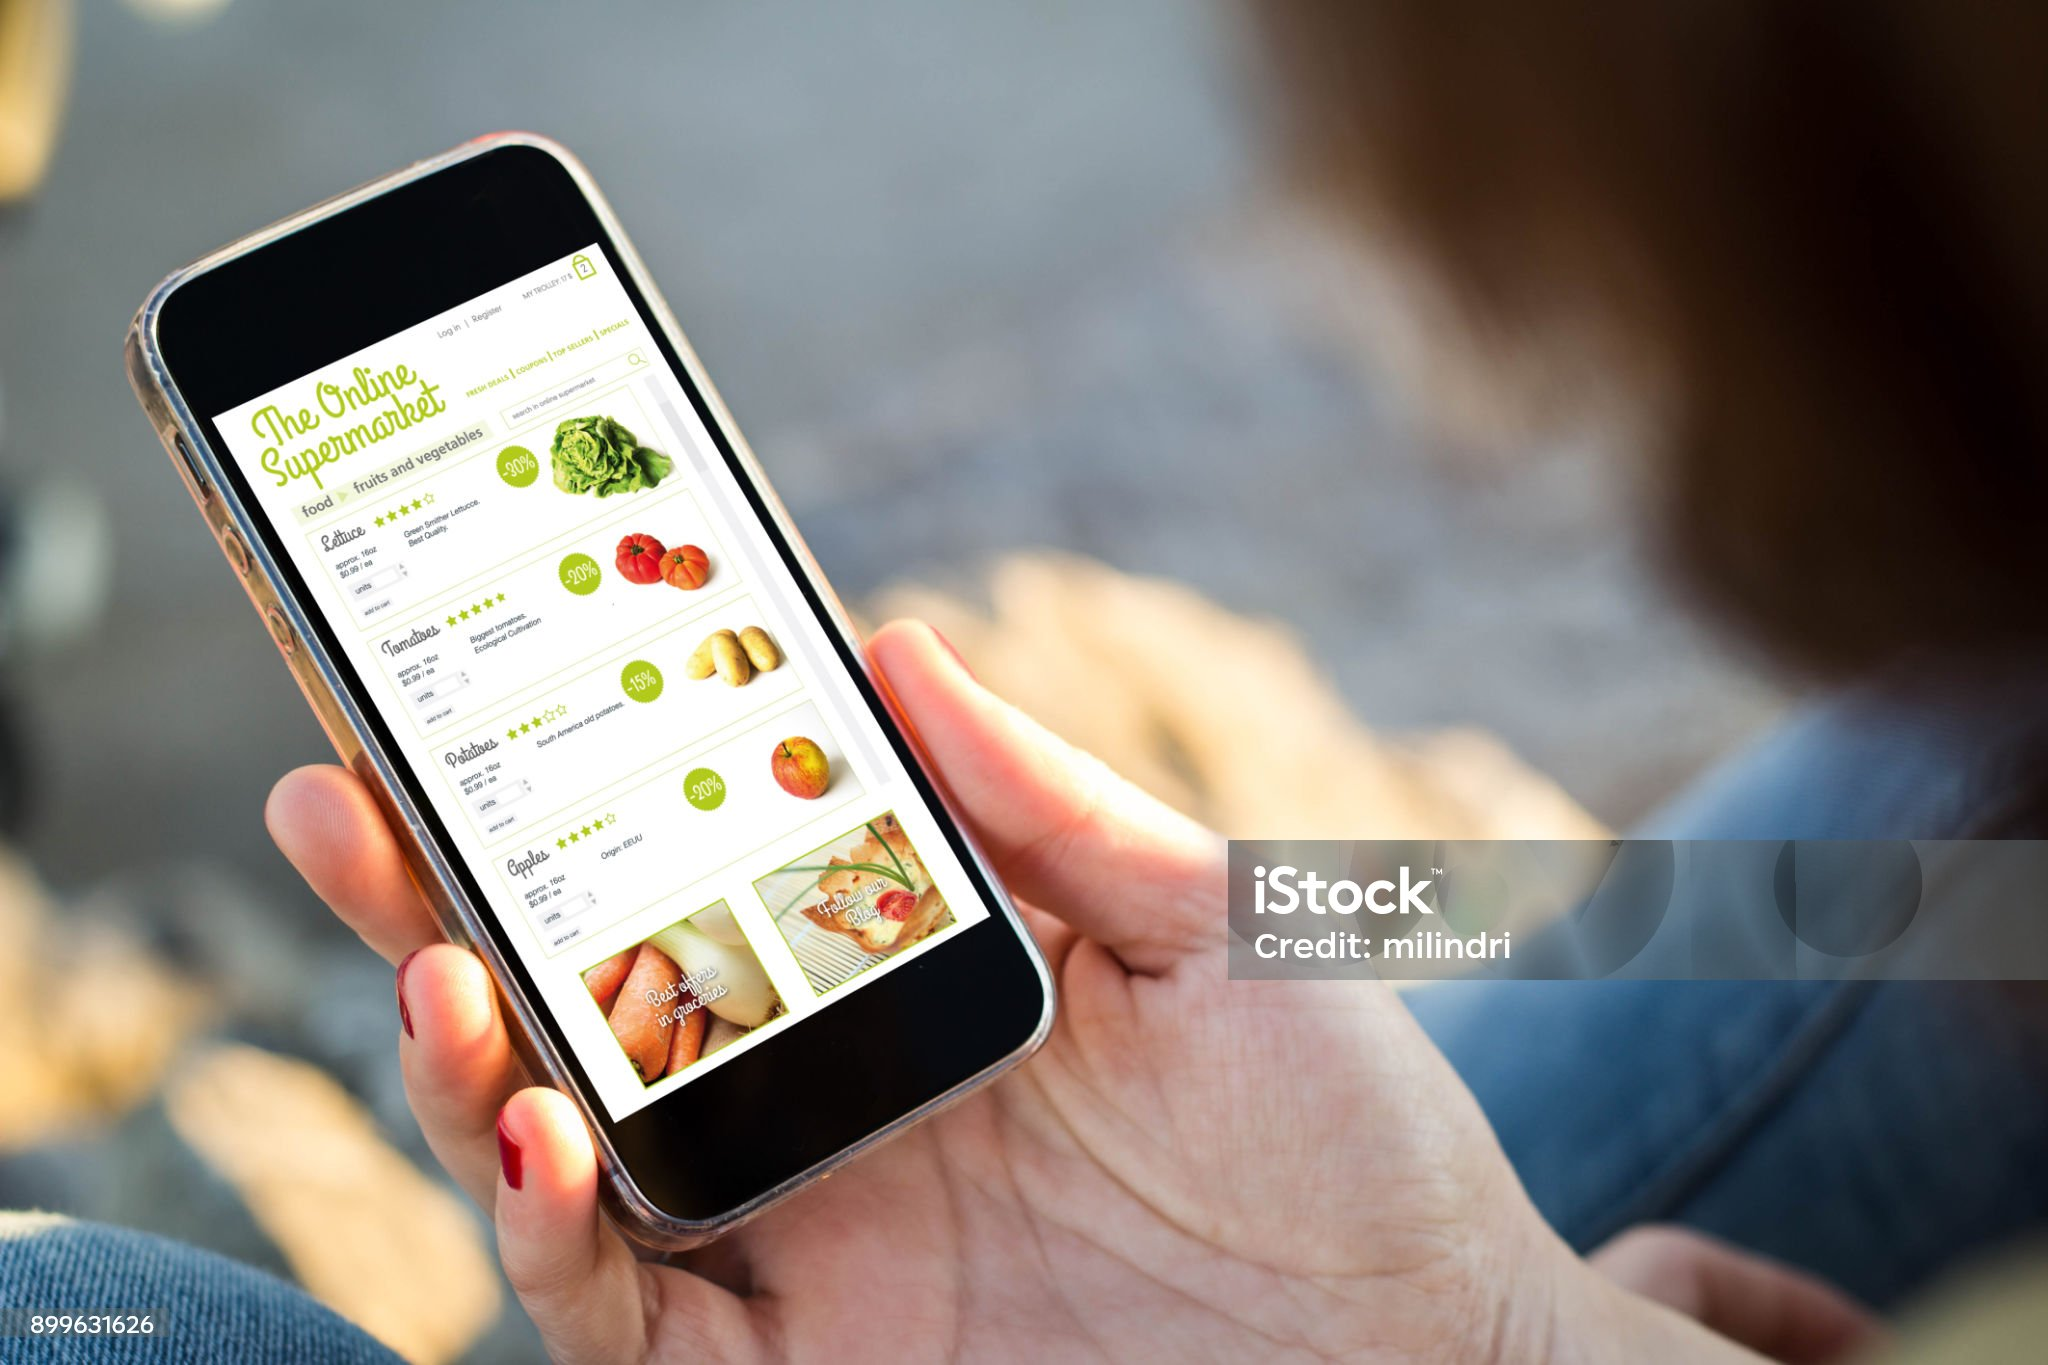 MY TROLLEY: 17 $ 2
Log in | Register
The Online
Supermarket
FRESH DEALS | COUPONS | TOP SELLERS | SPECIALS
search in online supermarket
food fruits and vegetables
Lettuce
approx. 16oz
$0.99 / ea
units
add to cart
Green Smither Lettucce.
Best Quality.
-30%
Tomatoes
approx. 16oz
$0.99 / ea
units
add to cart
Biggest tomatoes.
Ecological Cultivation
-20%
Potatoes
approx. 16oz
$0.99 / ea
units
add to cart
South America old potatoes.
-15%
Apples
approx. 16oz
$0.99 / ea
units
add to cart
Origin: EEUU
-20%
Best offers
in groceries
Follow our
Blog
iStock™
Credit: milindri
899631626